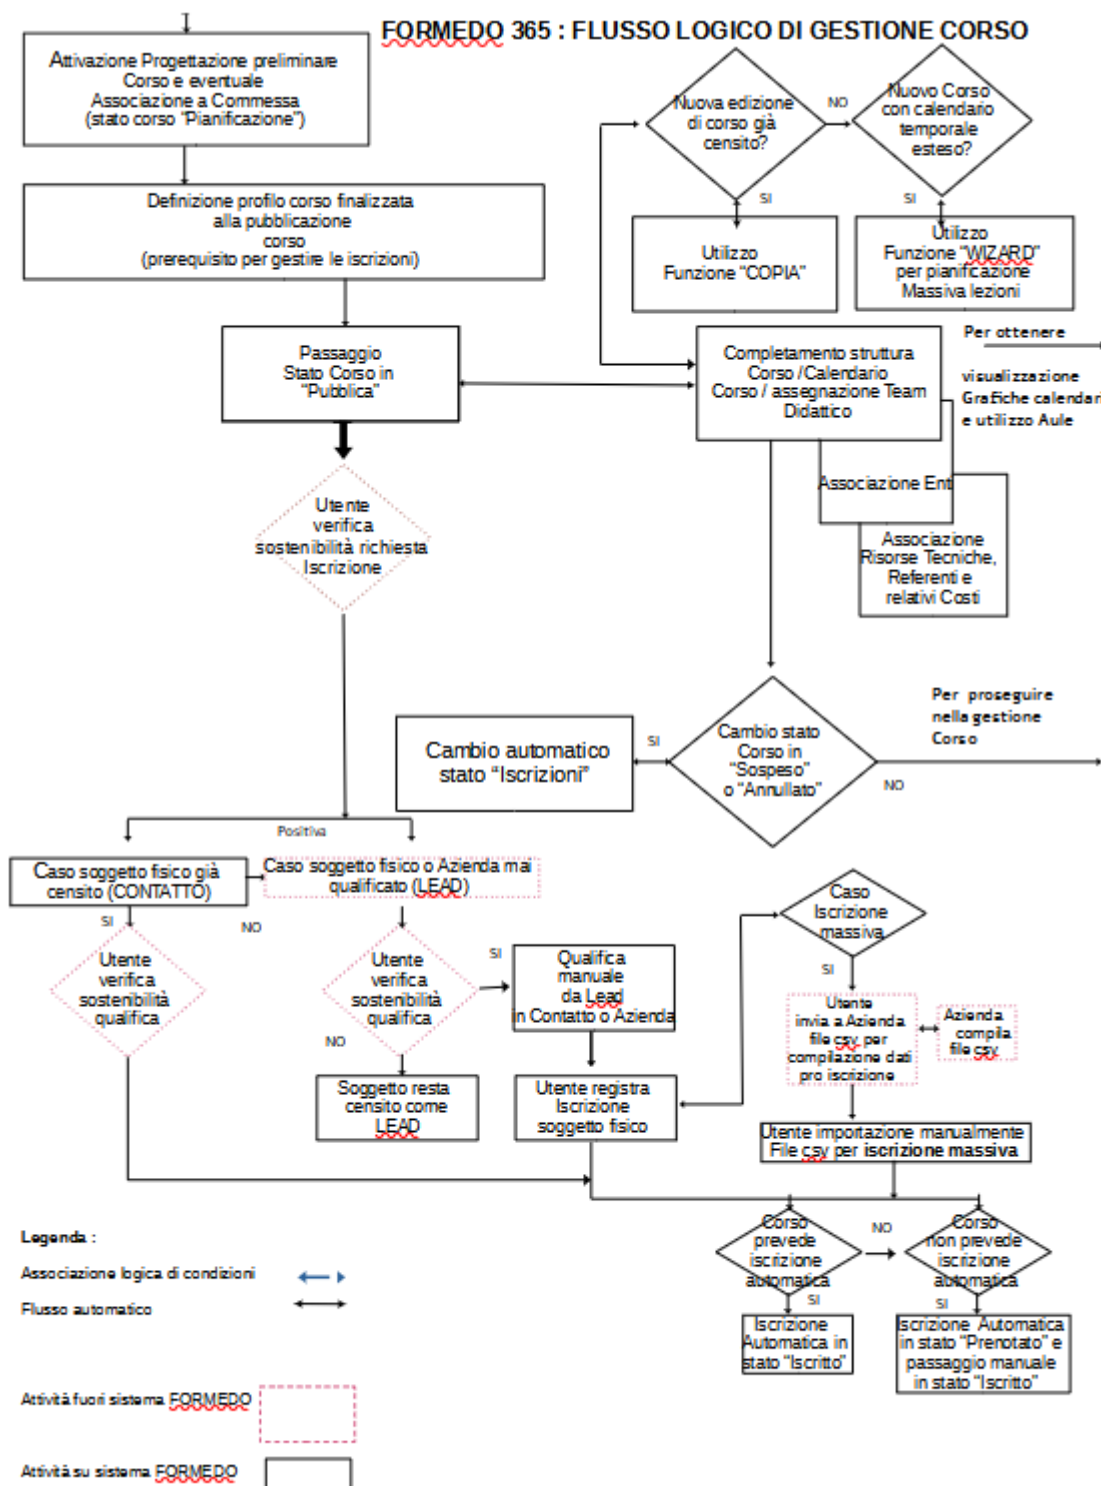 FORMEDO 365 : FLUSSO LOGICO DI GESTIONE CORSO
Attivazione Progettazione preliminare
Corso e eventuale
Associazione a Commessa
(stato corso "Pianificazione")
Nuova edizione
di corso già
censito?
NO
Nuovo Corso
con calendario
temporale
esteso?
SI
SI
Definizione profilo corso finalizzata
alla pubblicazione
corso
(prerequisito per gestire le iscrizioni)
Utilizzo
Funzione "COPIA"
Utilizzo
Funzione "WIZARD"
per pianificazione
Massiva lezioni
Passaggio
Stato Corso in
"Pubblica"
Completamento struttura
Corso /Calendario
Corso / assegnazione Team
Didattico
Per ottenere
visualizzazione
Grafiche calendari
e utilizzo Aule
Associazione Enti
Associazione
Risorse Tecniche,
Referenti e
relativi Costi
Utente
verifica
sostenibilità richiesta
Iscrizione
Cambio automatico
stato "Iscrizioni"
SI
Cambio stato
Corso in
"Sospeso"
o "Annullato"
NO
Per proseguire
nella gestione
Corso
Positiva
Caso soggetto fisico già
censito (CONTATTO)
Caso soggetto fisico o Azienda mai
qualificato (LEAD)
SI
NO
Utente
verifica
sostenibilità
qualifica
Utente
verifica
sostenibilità
qualifica
SI
NO
Qualifica
manuale
da Lead
in Contatto o Azienda
Soggetto resta
censito come
LEAD
Utente registra
Iscrizione
soggetto fisico
Caso
Iscrizione
massiva
SI
Utente
invia a Azienda
file csv per
compilazione dati
pro iscrizione
Azienda
compila
file csv
Utente importazione manualmente
File csv per iscrizione massiva
Corso
prevede
iscrizione
automatica
NO
Corso
non prevede
iscrizione
automatica
SI
SI
Iscrizione
Automatica in
stato "Iscritto"
Iscrizione Automatica
in stato "Prenotato" e
passaggio manuale
in stato "Iscritto"
Legenda :
Associazione logica di condizioni
Flusso automatico
Attività fuori sistema FORMEDO
Attività su sistema FORMEDO